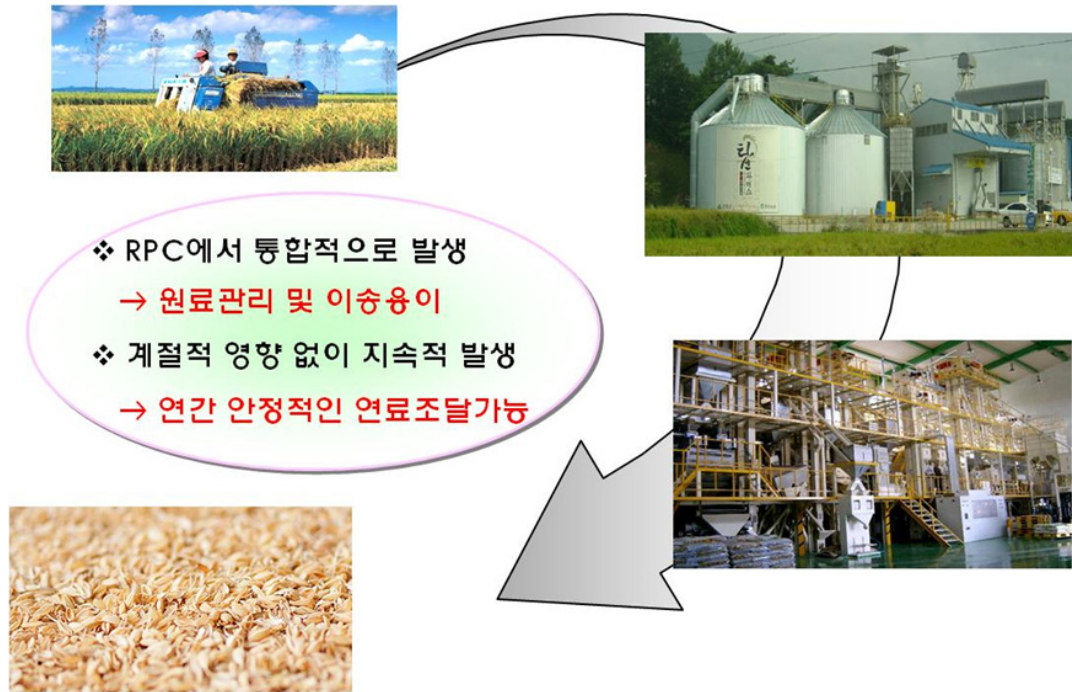 ❖ RPC에서 통합적으로 발생
→ 원료관리 및 이송용이
❖ 계절적 영향 없이 지속적 발생
→ 연간 안정적인 연료조달가능